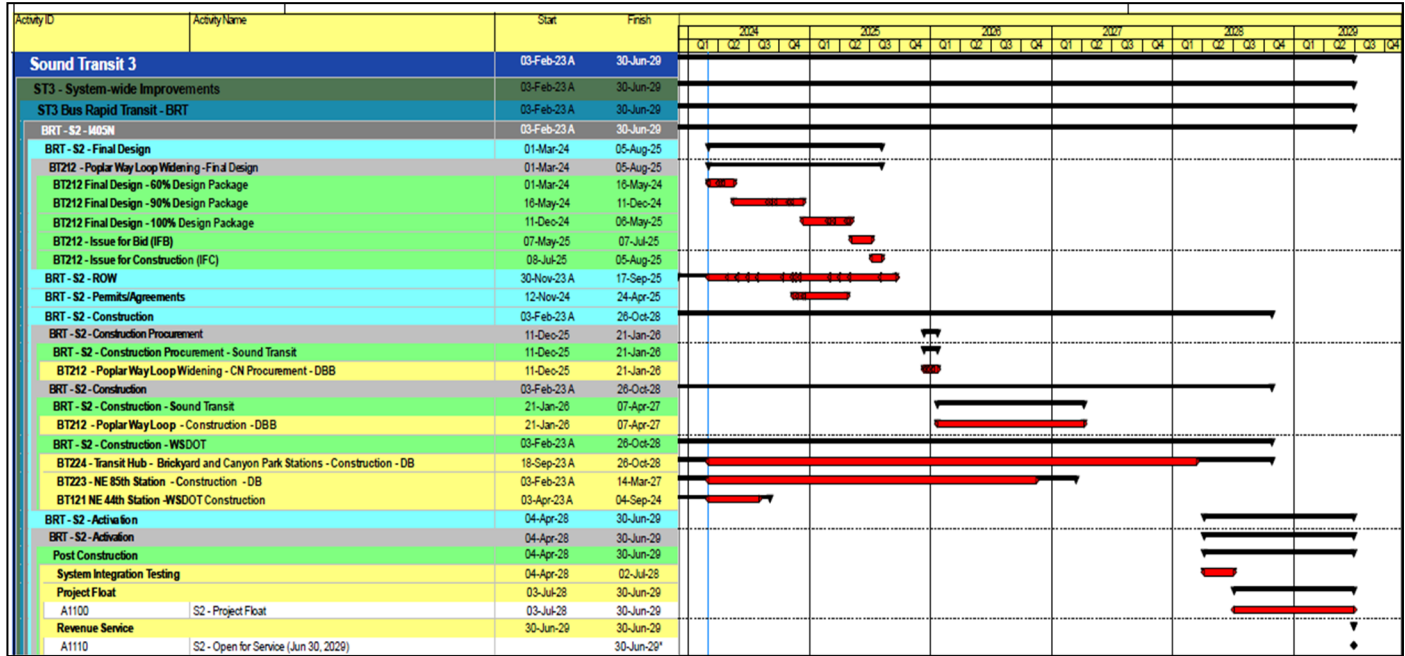 Activity ID Activity Name Start Finish
2024 2025 2026 2027 2028 2029
Q1 Q2 Q3 Q4 Q1 Q2 Q3 Q4 Q1 Q2 Q3 Q4 Q1 Q2 Q3 Q4 Q1 Q2 Q3 Q4 Q1 Q2 Q3 Q4
Sound Transit 3 03-Feb-23 A 30-Jun-29
ST3 - System-wide Improvements 03-Feb-23 A 30-Jun-29
ST3 Bus Rapid Transit - BRT 03-Feb-23 A 30-Jun-29
BRT - S2 - I405N 03-Feb-23 A 30-Jun-29
BRT - S2 - Final Design 01-Mar-24 05-Aug-25
BT212 - Poplar Way Loop Widening -Final Design 01-Mar-24 05-Aug-25
BT212 Final Design - 60% Design Package 01-Mar-24 16-May-24
BT212 Final Design - 90% Design Package 16-May-24 11-Dec-24
BT212 Final Design - 100% Design Package 11-Dec-24 06-May-25
BT212 - Issue for Bid (IFB) 07-May-25 07-Jul-25
BT212 - Issue for Construction (IFC) 08-Jul-25 05-Aug-25
BRT - S2 - ROW 30-Nov-23 A 17-Sep-25
BRT - S2 - Permits/Agreements 12-Nov-24 24-Apr-25
BRT - S2 - Construction 03-Feb-23 A 26-Oct-28
BRT - S2 - Construction Procurement 11-Dec-25 21-Jan-26
BRT - S2 - Construction Procurement - Sound Transit 11-Dec-25 21-Jan-26
BT212 - Poplar Way Loop Widening - CN Procurement - DBB 11-Dec-25 21-Jan-26
BRT - S2 - Construction 03-Feb-23 A 26-Oct-28
BRT - S2 - Construction - Sound Transit 21-Jan-26 07-Apr-27
BT212 - Poplar Way Loop - Construction - DBB 21-Jan-26 07-Apr-27
BRT - S2 - Construction - WSDOT 03-Feb-23 A 26-Oct-28
BT224 - Transit Hub - Brickyard and Canyon Park Stations - Construction - DB 18-Sep-23 A 26-Oct-28
BT223 - NE 85th Station - Construction - DB 03-Feb-23 A 14-Mar-27
BT121 NE 44th Station -WSDOT Construction 03-Apr-23 A 04-Sep-24
BRT - S2 - Activation 04-Apr-28 30-Jun-29
BRT - S2 - Activation 04-Apr-28 30-Jun-29
Post Construction 04-Apr-28 30-Jun-29
System Integration Testing 04-Apr-28 02-Jul-28
Project Float 03-Jul-28 30-Jun-29
A1100 S2 - Project Float 03-Jul-28 30-Jun-29
Revenue Service 30-Jun-29 30-Jun-29
A1110 S2 - Open for Service (Jun 30, 2029) 30-Jun-29*